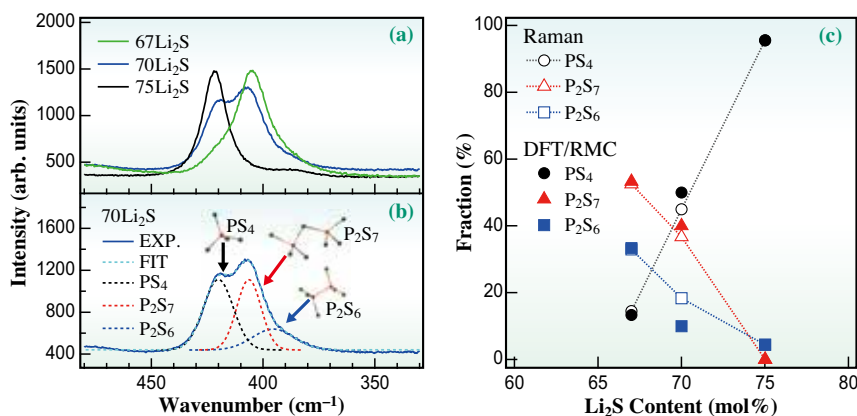 (a)
67Li₂S
70Li₂S
75Li₂S
2000
1500
1000
500
Intensity (arb. units)
(b)
70Li₂S
EXP.
FIT
PS₄
P₂S₇
P₂S₆
PS₄
P₂S₇
P₂S₆
1600
1200
800
400
450 400 350
Wavenumber (cm⁻¹)
(c)
Raman
PS₄
P₂S₇
P₂S₆
DFT/RMC
PS₄
P₂S₇
P₂S₆
100
80
60
40
20
0
Fraction (%)
60 65 70 75 80
Li₂S Content (mol%)